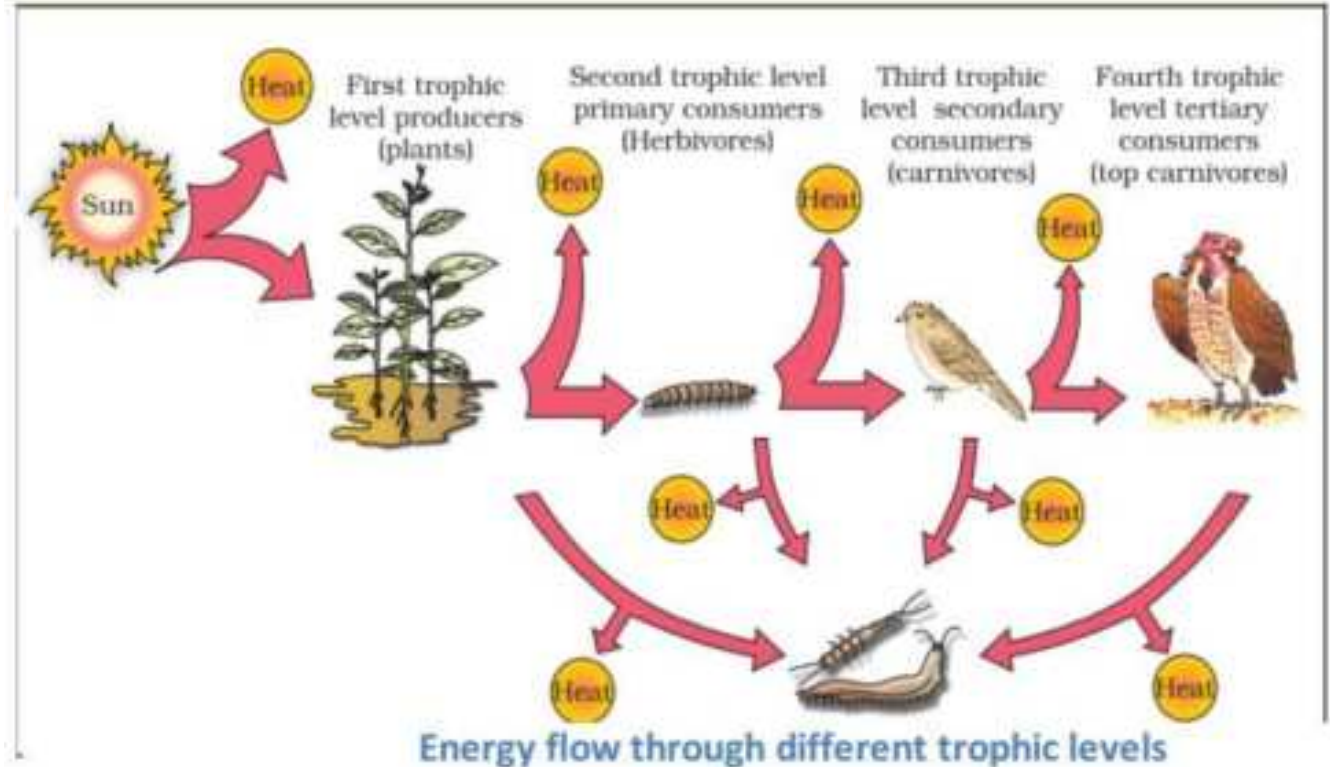 Heat
First trophic
level producers
(plants)
Second trophic level
primary consumers
(Herbivores)
Third trophic
level secondary
consumers
(carnivores)
Fourth trophic
level tertiary
consumers
(top carnivores)
Sun
Heat
Heat
Heat
Heat
Heat
Heat
Heat
Energy flow through different trophic levels